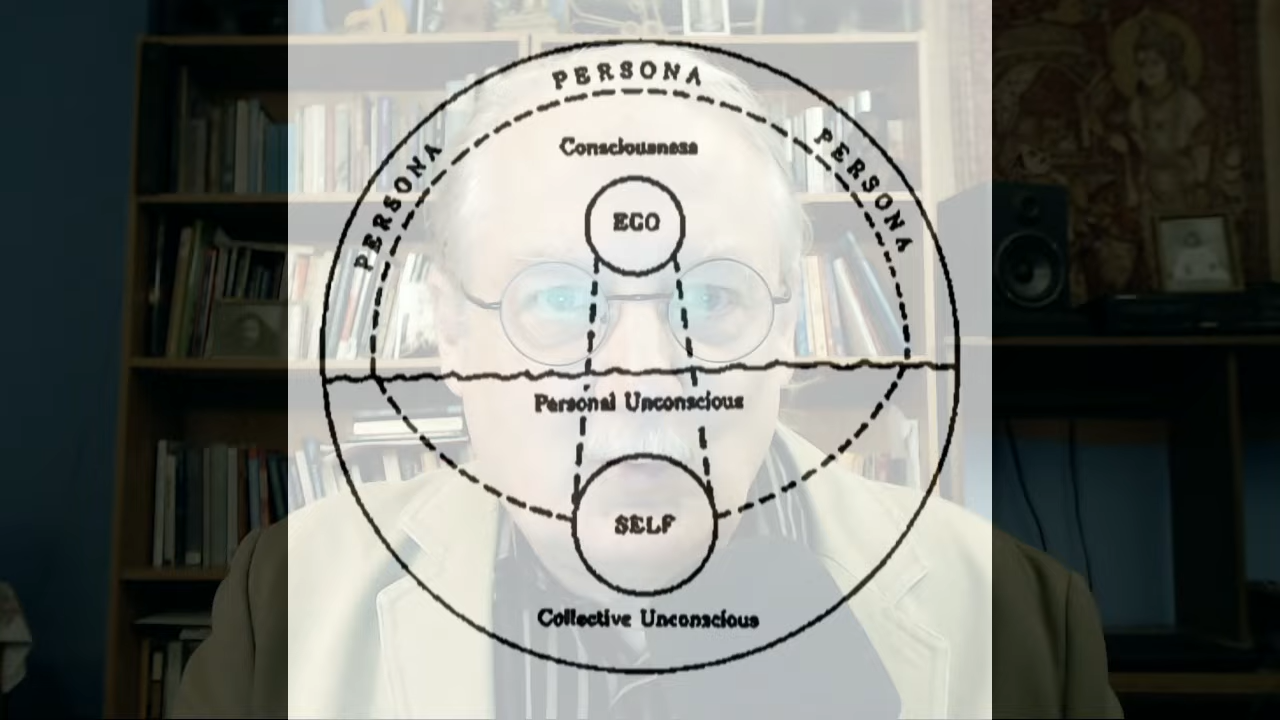 PERSONA
PERSONA
PERSONA
Consciousness
EGO
Personal Unconscious
SELF
Collective Unconscious